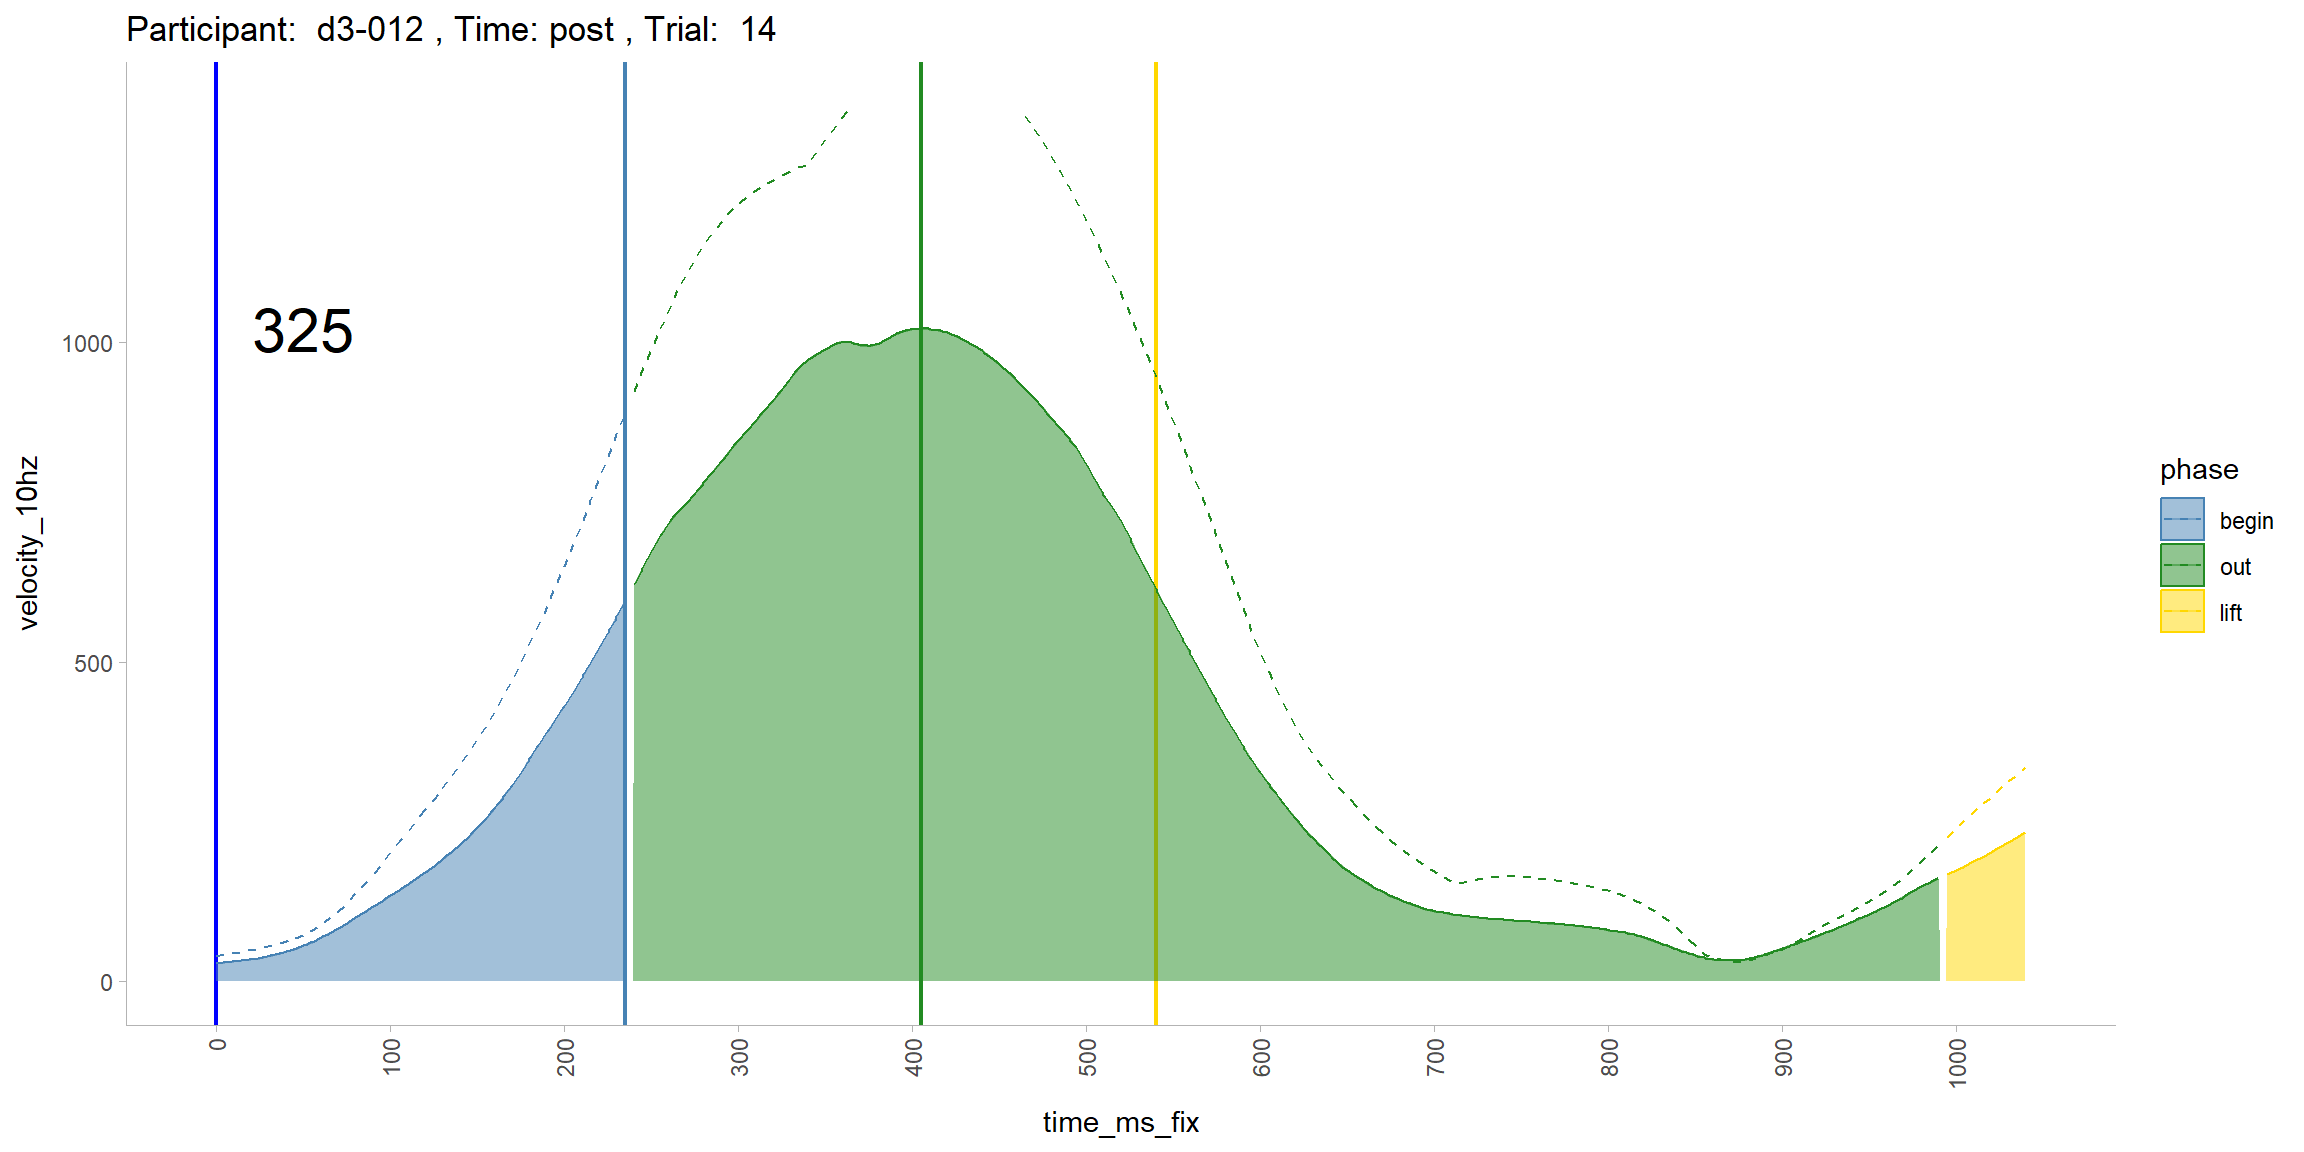 Participant:  d3-012 , Time: post , Trial:  14
325
velocity_10hz
1000
500
0
0
100
200
300
400
500
600
700
800
900
1000
time_ms_fix
phase
begin
out
lift